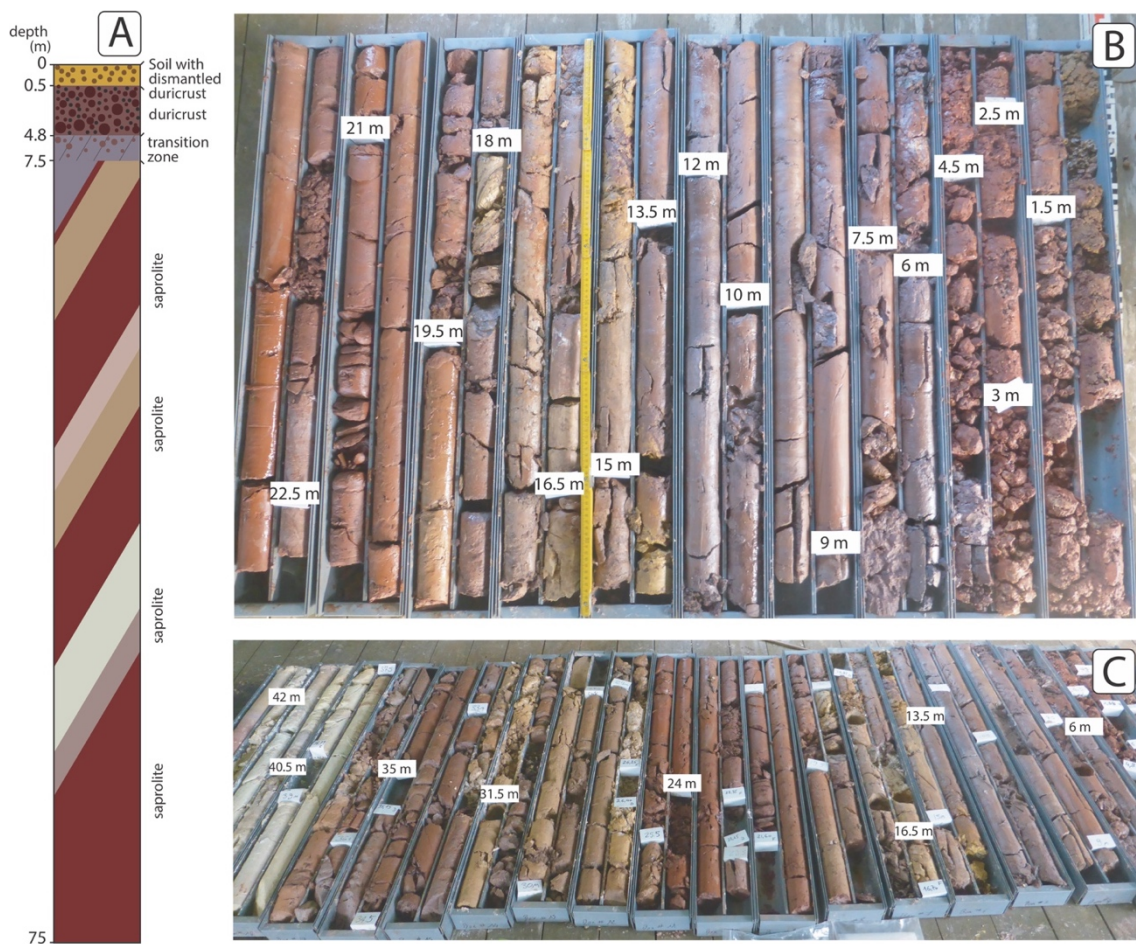 A
depth
(m)
0
0.5
4.8
7.5
75
Soil with
dismantled
duricrust
duricrust
transition
zone
saprolite
saprolite
saprolite
saprolite
B
21 m
18 m
12 m
2.5 m
4.5 m
13.5 m
1.5 m
7.5 m
6 m
10 m
19.5 m
3 m
22.5 m
16.5 m
15 m
9 m
C
42 m
13.5 m
6 m
40.5 m
35 m
24 m
31.5 m
16.5 m